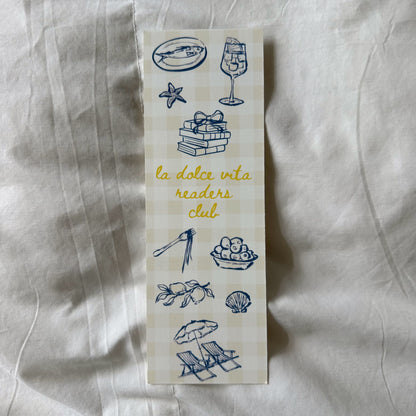 la dolce vita
readers
club